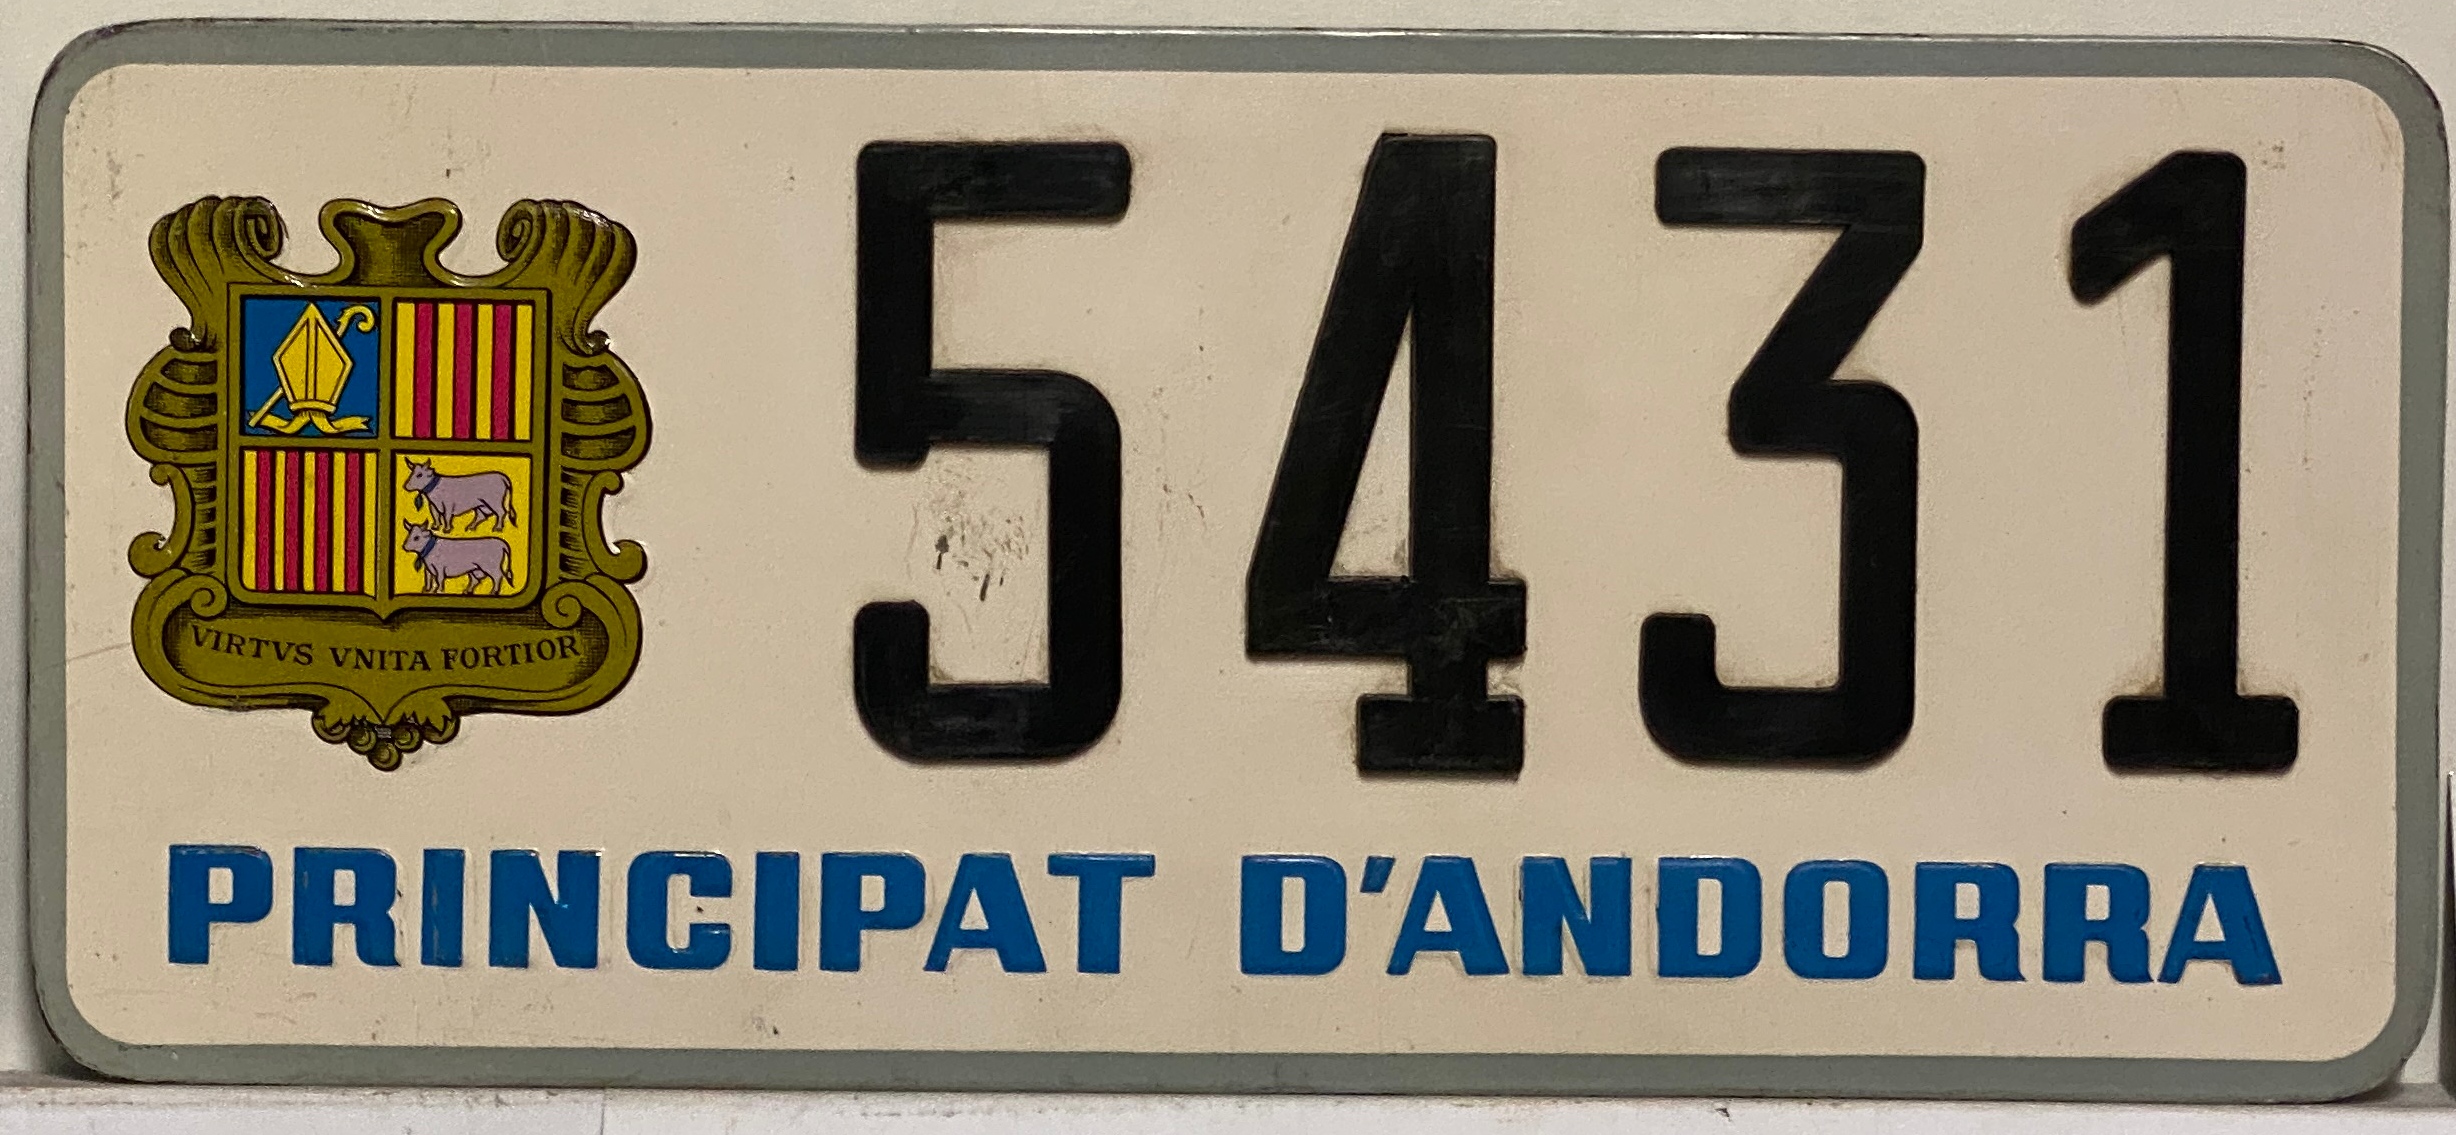 5431
VIRTVS VNITA FORTIOR
PRINCIPAT D'ANDORRA